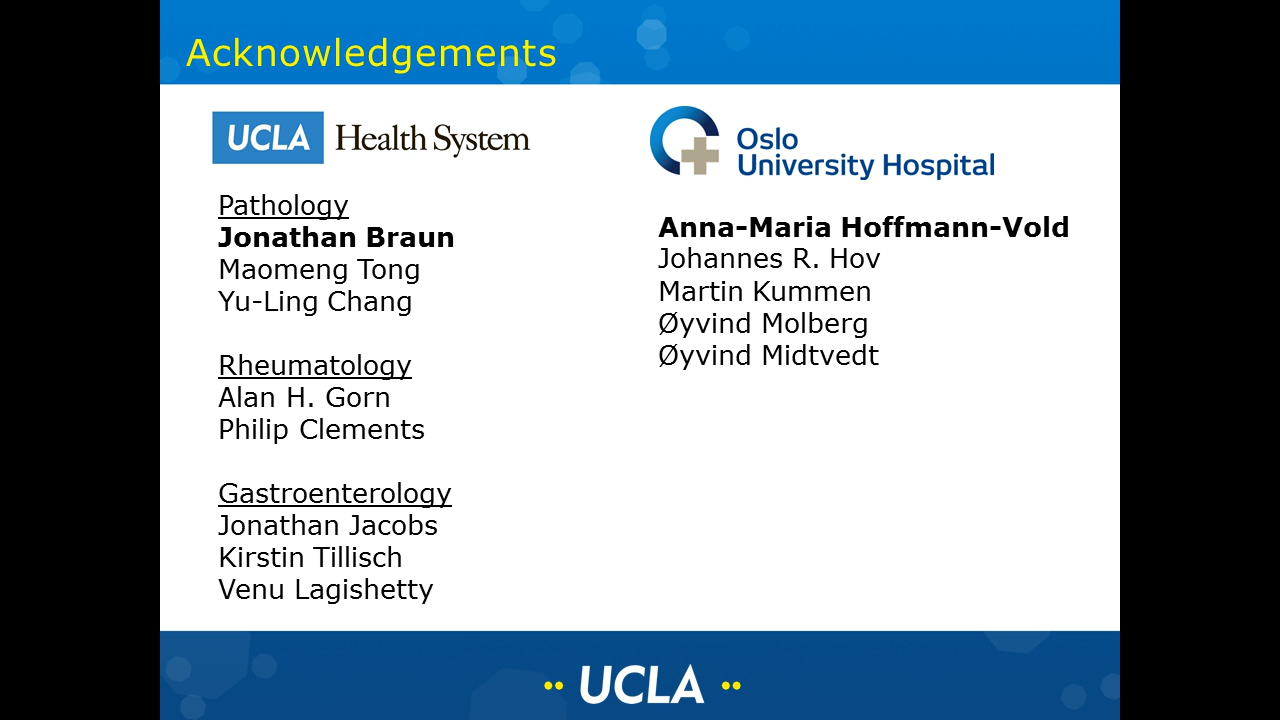 Acknowledgements
UCLA Health System
Pathology
Jonathan Braun
Maomeng Tong
Yu-Ling Chang
Rheumatology
Alan H. Gorn
Philip Clements
Gastroenterology
Jonathan Jacobs
Kirstin Tillisch
Venu Lagishetty
Oslo
University Hospital
Anna-Maria Hoffmann-Vold
Johannes R. Hov
Martin Kummen
Øyvind Molberg
Øyvind Midtvedt
UCLA